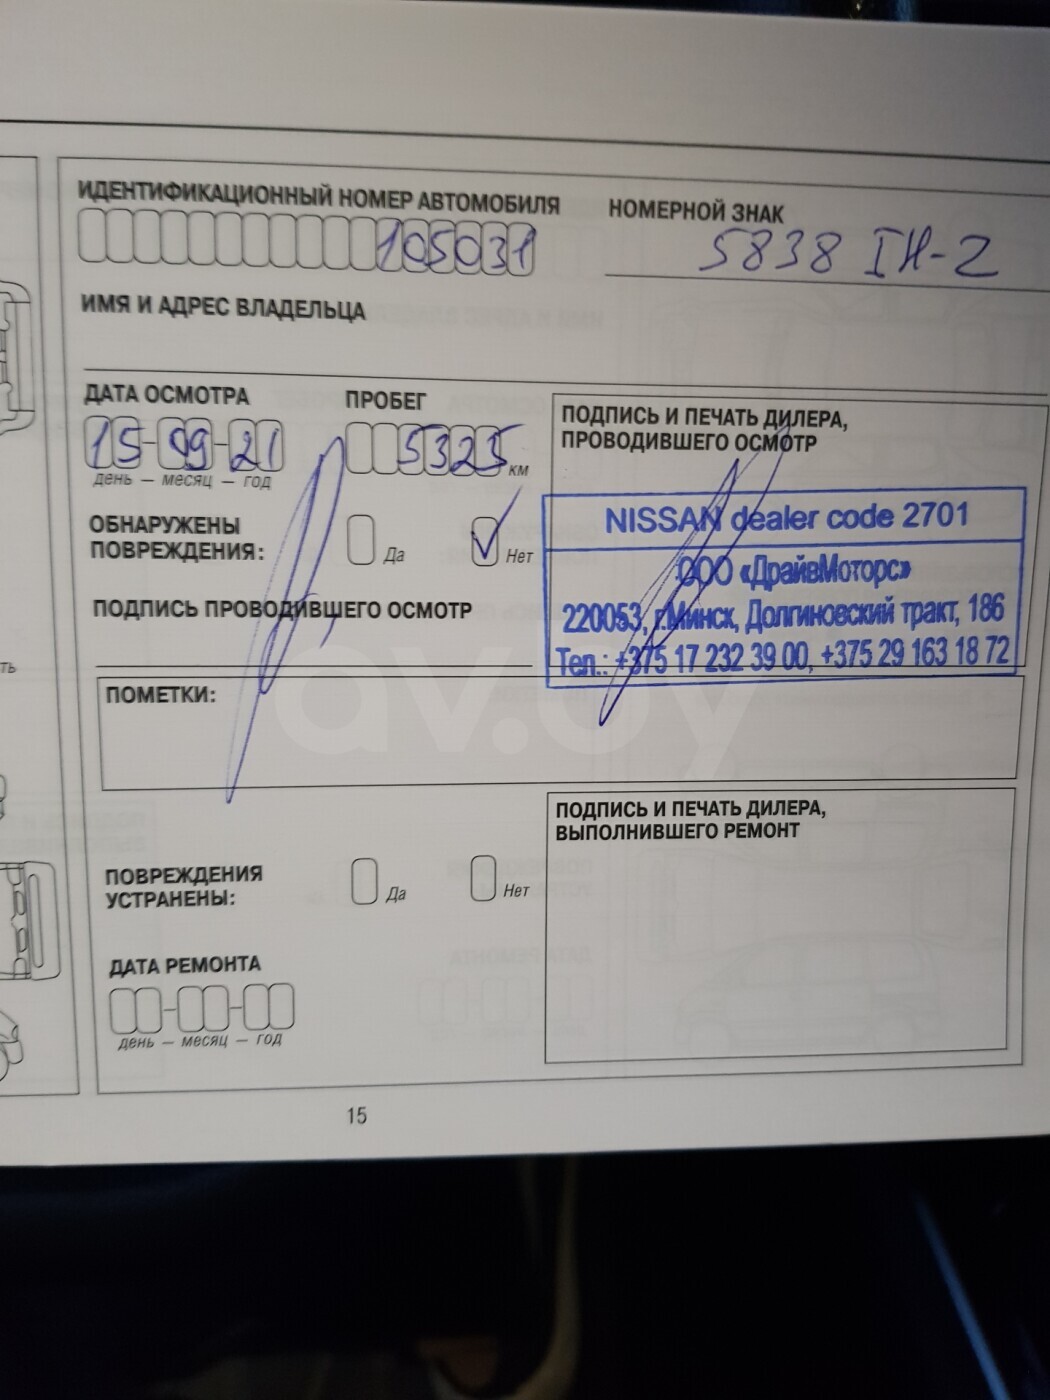 ИДЕНТИФИКАЦИОННЫЙ НОМЕР АВТОМОБИЛЯ
105031
НОМЕРНОЙ ЗНАК
5838 IH-2
ИМЯ И АДРЕС ВЛАДЕЛЬЦА
ДАТА ОСМОТРА
15-09-21
день – месяц – год
ПРОБЕГ
5325 км
ОБНАРУЖЕНЫ
ПОВРЕЖДЕНИЯ:
Да
Нет
ПОДПИСЬ ПРОВОДИВШЕГО ОСМОТР
ПОДПИСЬ И ПЕЧАТЬ ДИЛЕРА,
ПРОВОДИВШЕГО ОСМОТР
NISSAN dealer code 2701
ООО «ДрайвМоторс»
220053, г.Минск, Долгиновский тракт, 186
Тел.: +375 17 232 39 00, +375 29 163 18 72
ПОМЕТКИ:
av.by
ПОВРЕЖДЕНИЯ
УСТРАНЕНЫ:
Да
Нет
ДАТА РЕМОНТА
день – месяц – год
ПОДПИСЬ И ПЕЧАТЬ ДИЛЕРА,
ВЫПОЛНИВШЕГО РЕМОНТ
15